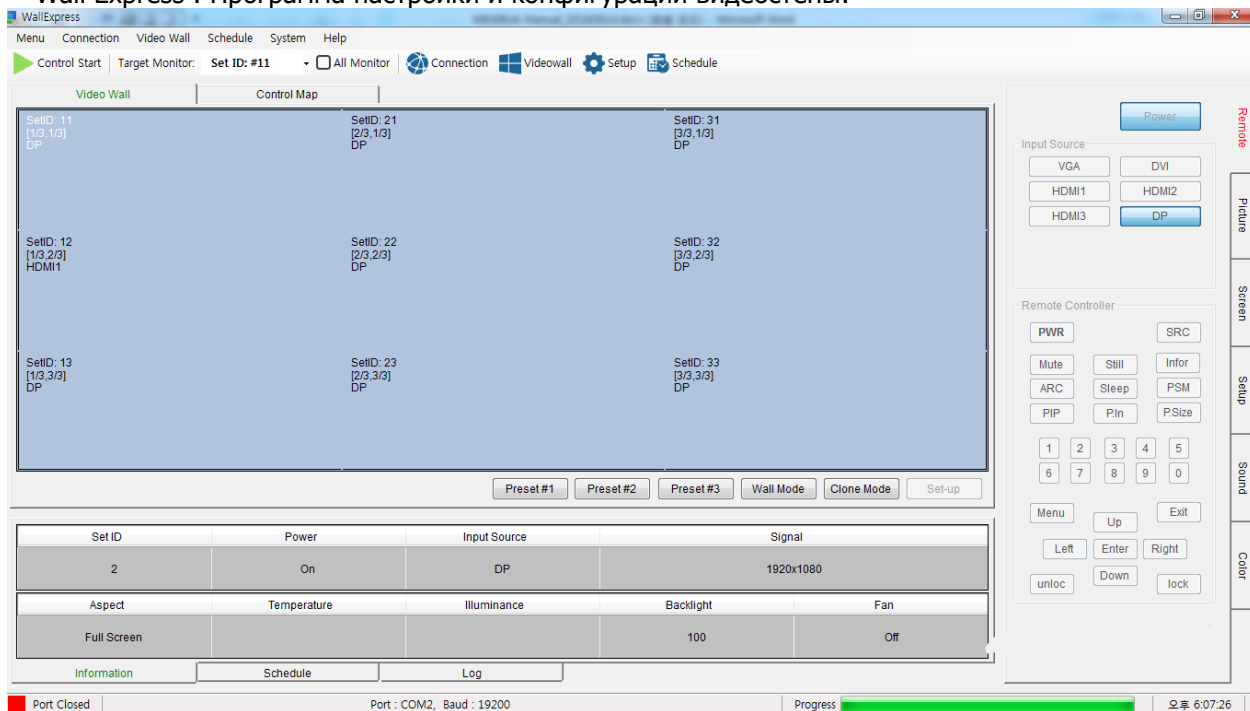 Wall Express : Программа настройки и конфигурации видеостены.
WallExpress
Menu Connection Video Wall Schedule System Help
Control Start Target Monitor: Set ID: #11 All Monitor Connection Videowall Setup Schedule
Video Wall Control Map
SetID: 11
[1/3,1/3]
DP
SetID: 21
[2/3,1/3]
DP
SetID: 31
[3/3,1/3]
DP
SetID: 12
[1/3,2/3]
HDMI1
SetID: 22
[2/3,2/3]
DP
SetID: 32
[3/3,2/3]
DP
SetID: 13
[1/3,3/3]
DP
SetID: 23
[2/3,3/3]
DP
SetID: 33
[3/3,3/3]
DP
Preset #1 Preset #2 Preset #3 Wall Mode Clone Mode Set-up
Set ID Power Input Source Signal
2 On DP 1920x1080
Aspect Temperature Illuminance Backlight Fan
Full Screen 100 Off
Information Schedule Log
Power
Input Source
VGA DVI
HDMI1 HDMI2
HDMI3 DP
Remote Controller
PWR SRC
Mute Still Infor
ARC Sleep PSM
PIP P.In P.Size
1 2 3 4 5
6 7 8 9 0
Menu Up Exit
Left Enter Right
unloc Down lock
Remote
Picture
Screen
Setup
Sound
Color
Port Closed Port : COM2, Baud : 19200 Progress 오후 6:07:26